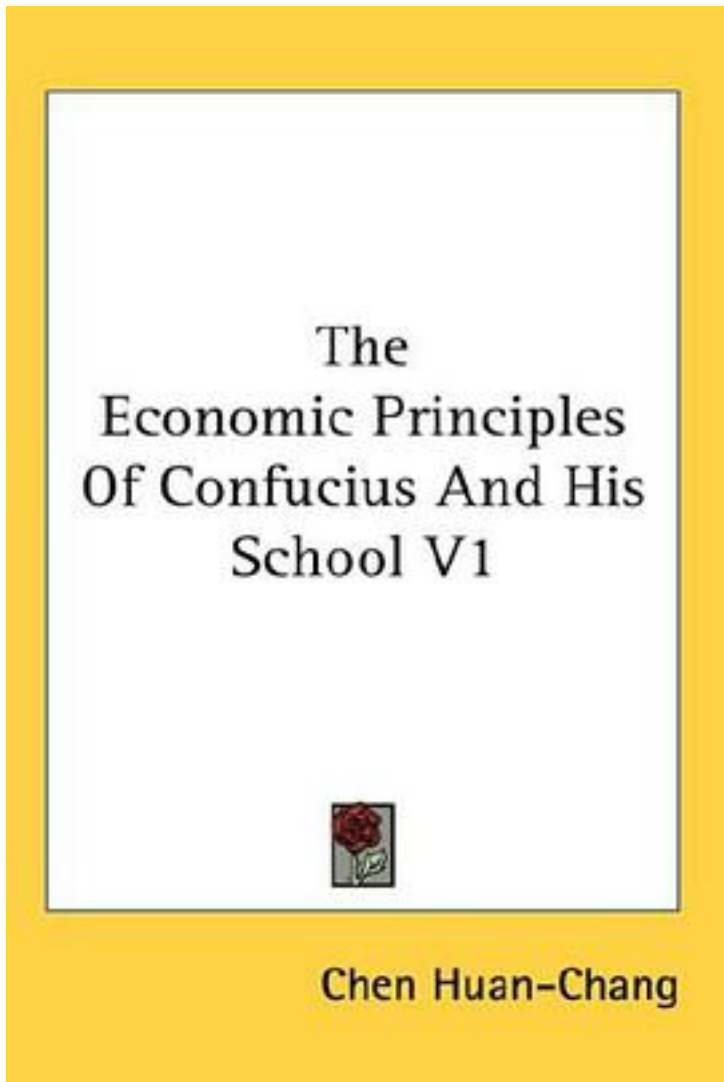 The
Economic Principles
Of Confucius And His
School V1
Chen Huan-Chang